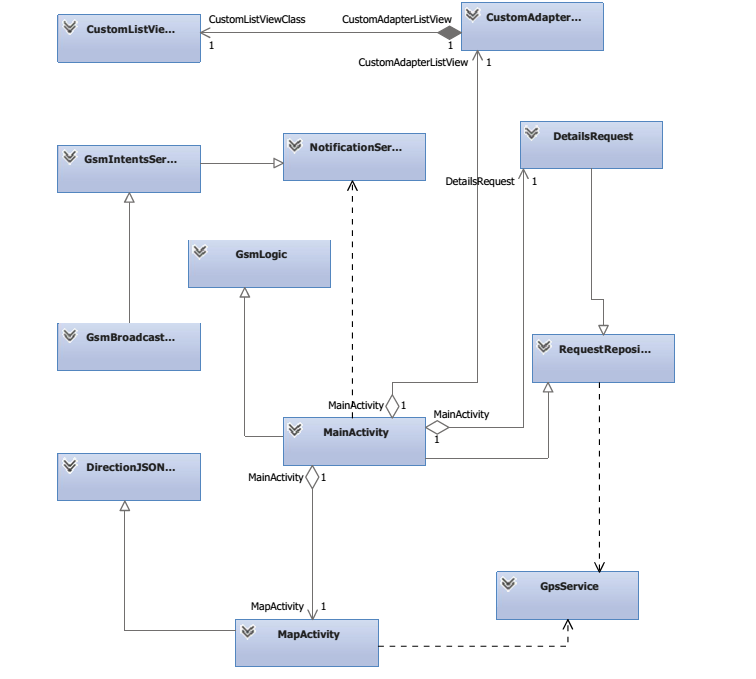 CustomListViewClass
CustomAdapterListView
CustomAdapter...
CustomListVie...
1
1
CustomAdapterListView
1
DetailsRequest
NotificationSer...
GsmIntentsSer...
DetailsRequest
1
GsmLogic
GsmBroadcast...
RequestReposi...
MainActivity
1
MainActivity
MainActivity
1
DirectionJSON...
MainActivity
1
GpsService
MapActivity
1
MapActivity